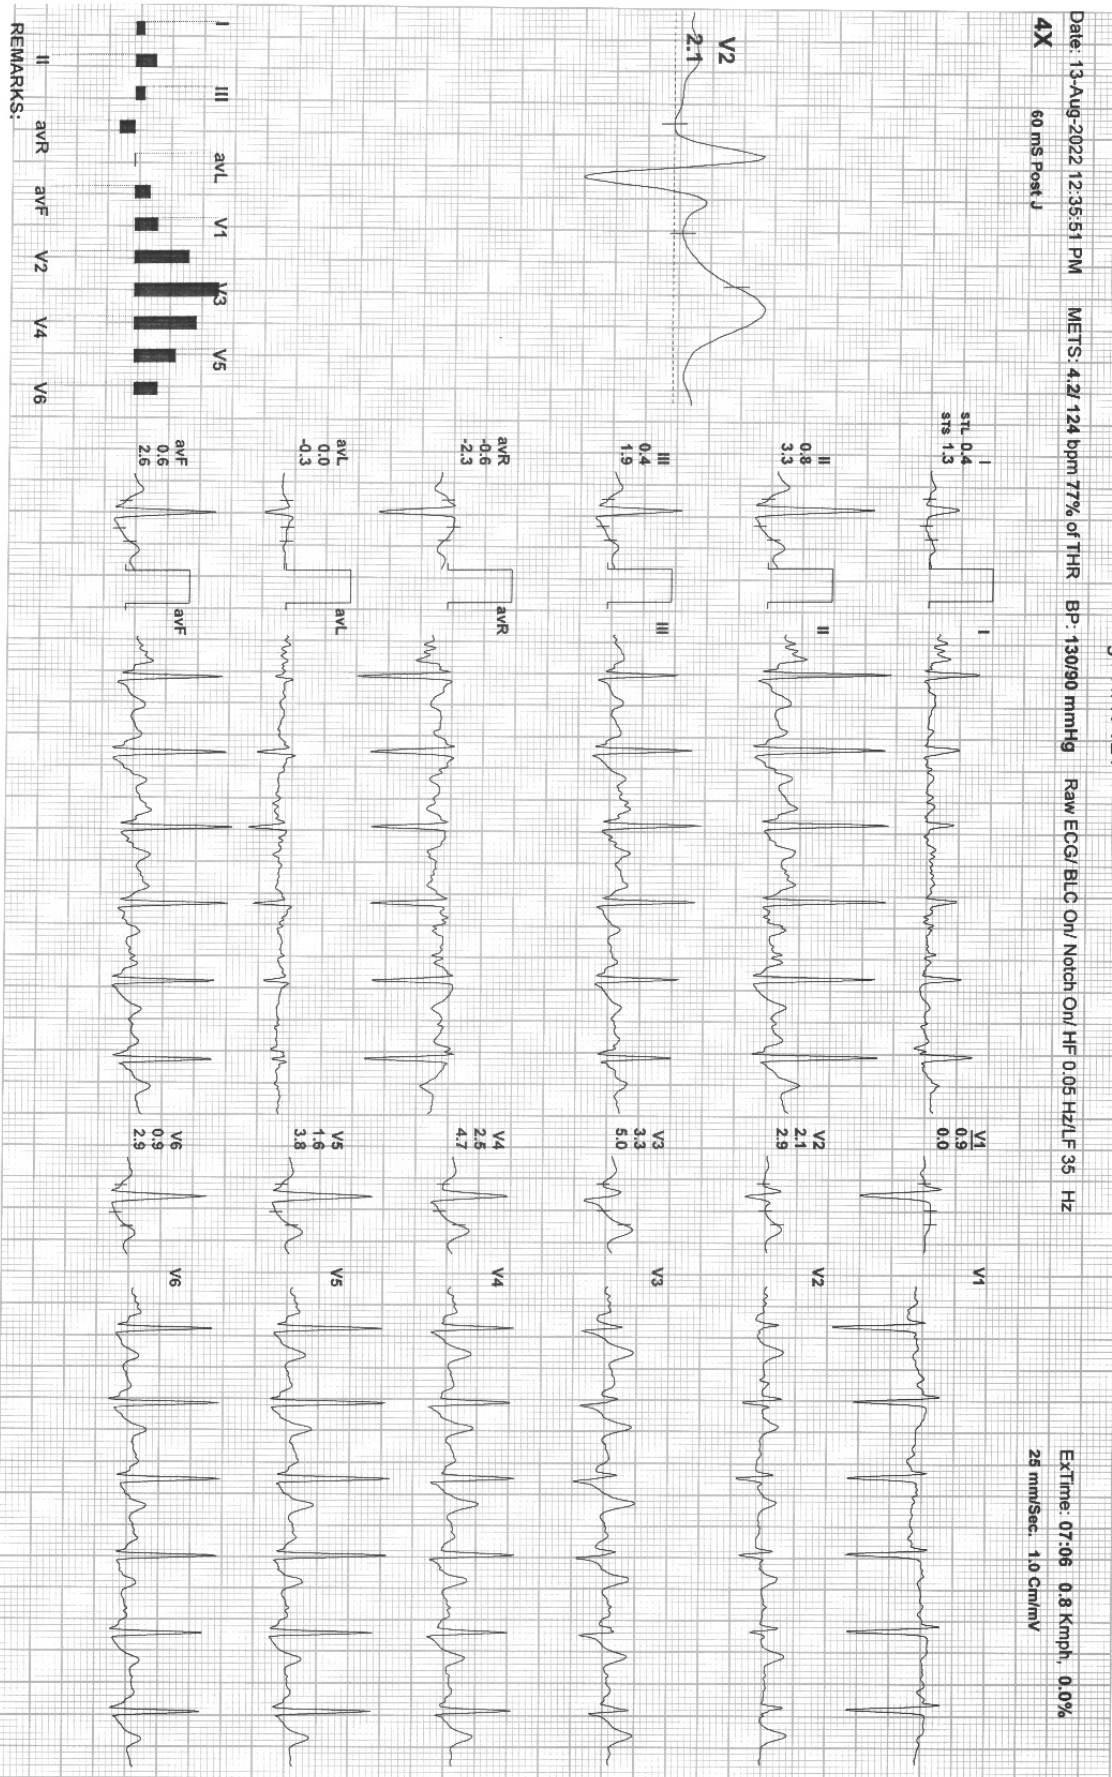 Date: 13-Aug-2022 12:35:51 PM METS: 4.2/ 124 bpm 77% of THR BP: 130/90 mmHg Raw ECG/ BLC On/ Notch On/ HF 0.05 Hz/LF 35 Hz
ExTime: 07:06 0.8 Kmph, 0.0%
4X 60 mS Post J
25 mm/Sec. 1.0 Cm/mV
V2
2.1
I
STL 0.4
STS 1.3
I
V1
0.9
0.0
V1
II
0.8
3.3
II
V2
2.1
2.9
V2
III
0.4
1.9
III
V3
3.3
5.0
V3
avR
-0.6
-2.3
avR
V4
2.5
4.7
V4
avL
0.0
-0.3
avL
V5
1.6
3.8
V5
avF
0.6
2.6
avF
V6
0.9
2.9
V6
I III avL V1 V3 V5
II avR avF V2 V4 V6
REMARKS: